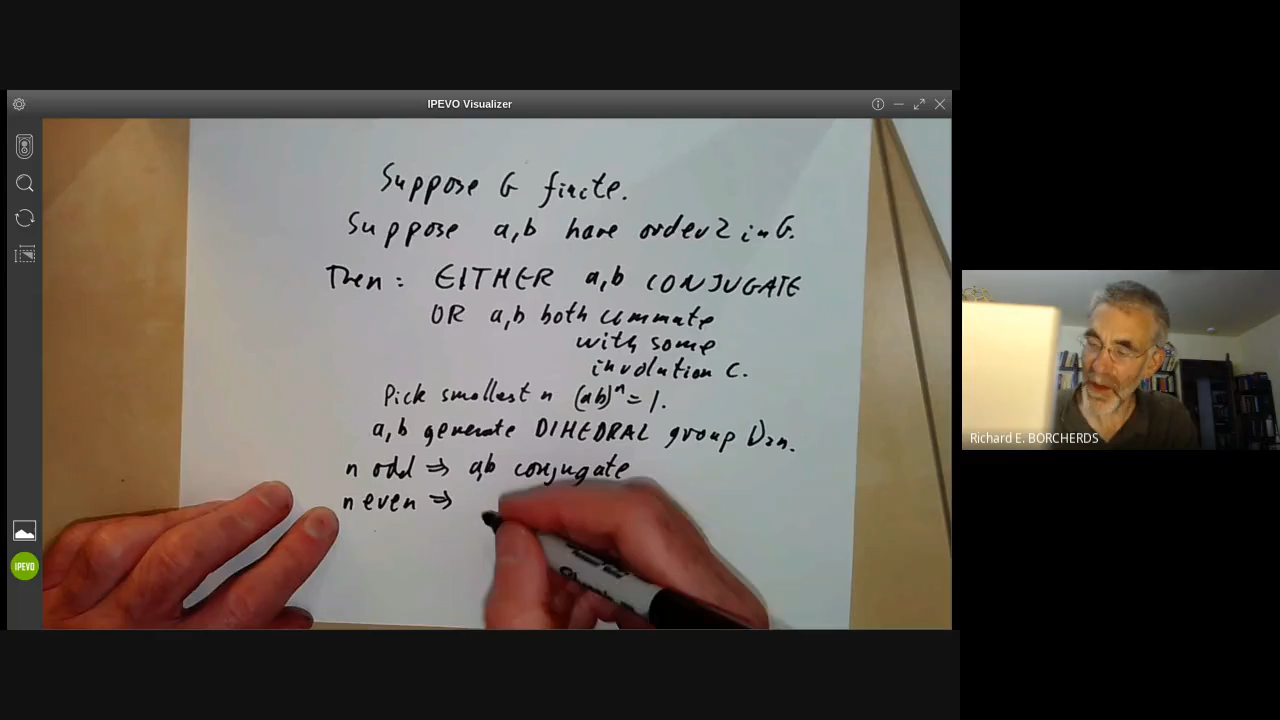 IPEVO Visualizer
Suppose G finite.
Suppose a,b have order 2 in G.
Then: EITHER a,b CONJUGATE
OR a,b both commute
with some
involution C.
Pick smallest n (ab)ⁿ = 1.
a,b generate DIHEDRAL group D₂ₙ.
n odd ⇒ a,b conjugate
n even ⇒
Richard E. BORCHERDS
IPEVO